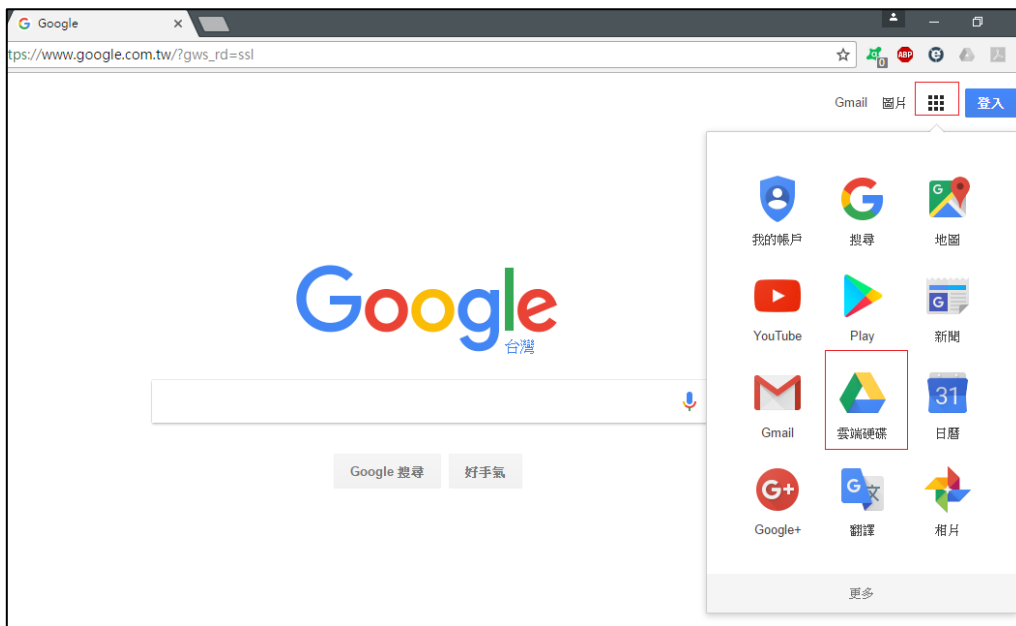 Google
tps://www.google.com.tw/?gws_rd=ssl
0
ABP
Gmail 圖片
登入
Google
台灣
Google 搜尋 好手氣
我的帳戶 搜尋 地圖
YouTube Play 新聞
Gmail 雲端硬碟 日曆
31
Google+ 翻譯 相片
更多